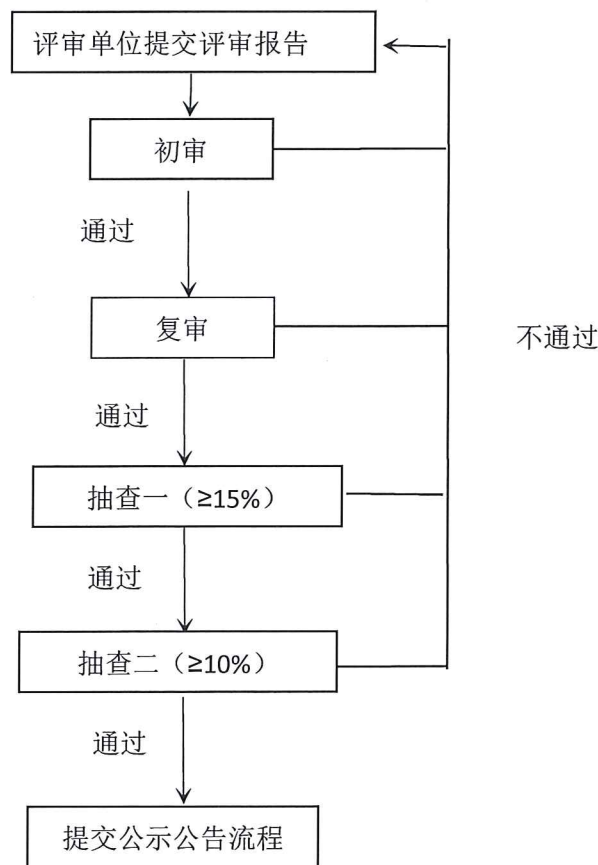 评审单位提交评审报告
初审
通过
复审
不通过
通过
抽查一（≥15%）
通过
抽查二（≥10%）
通过
提交公示公告流程